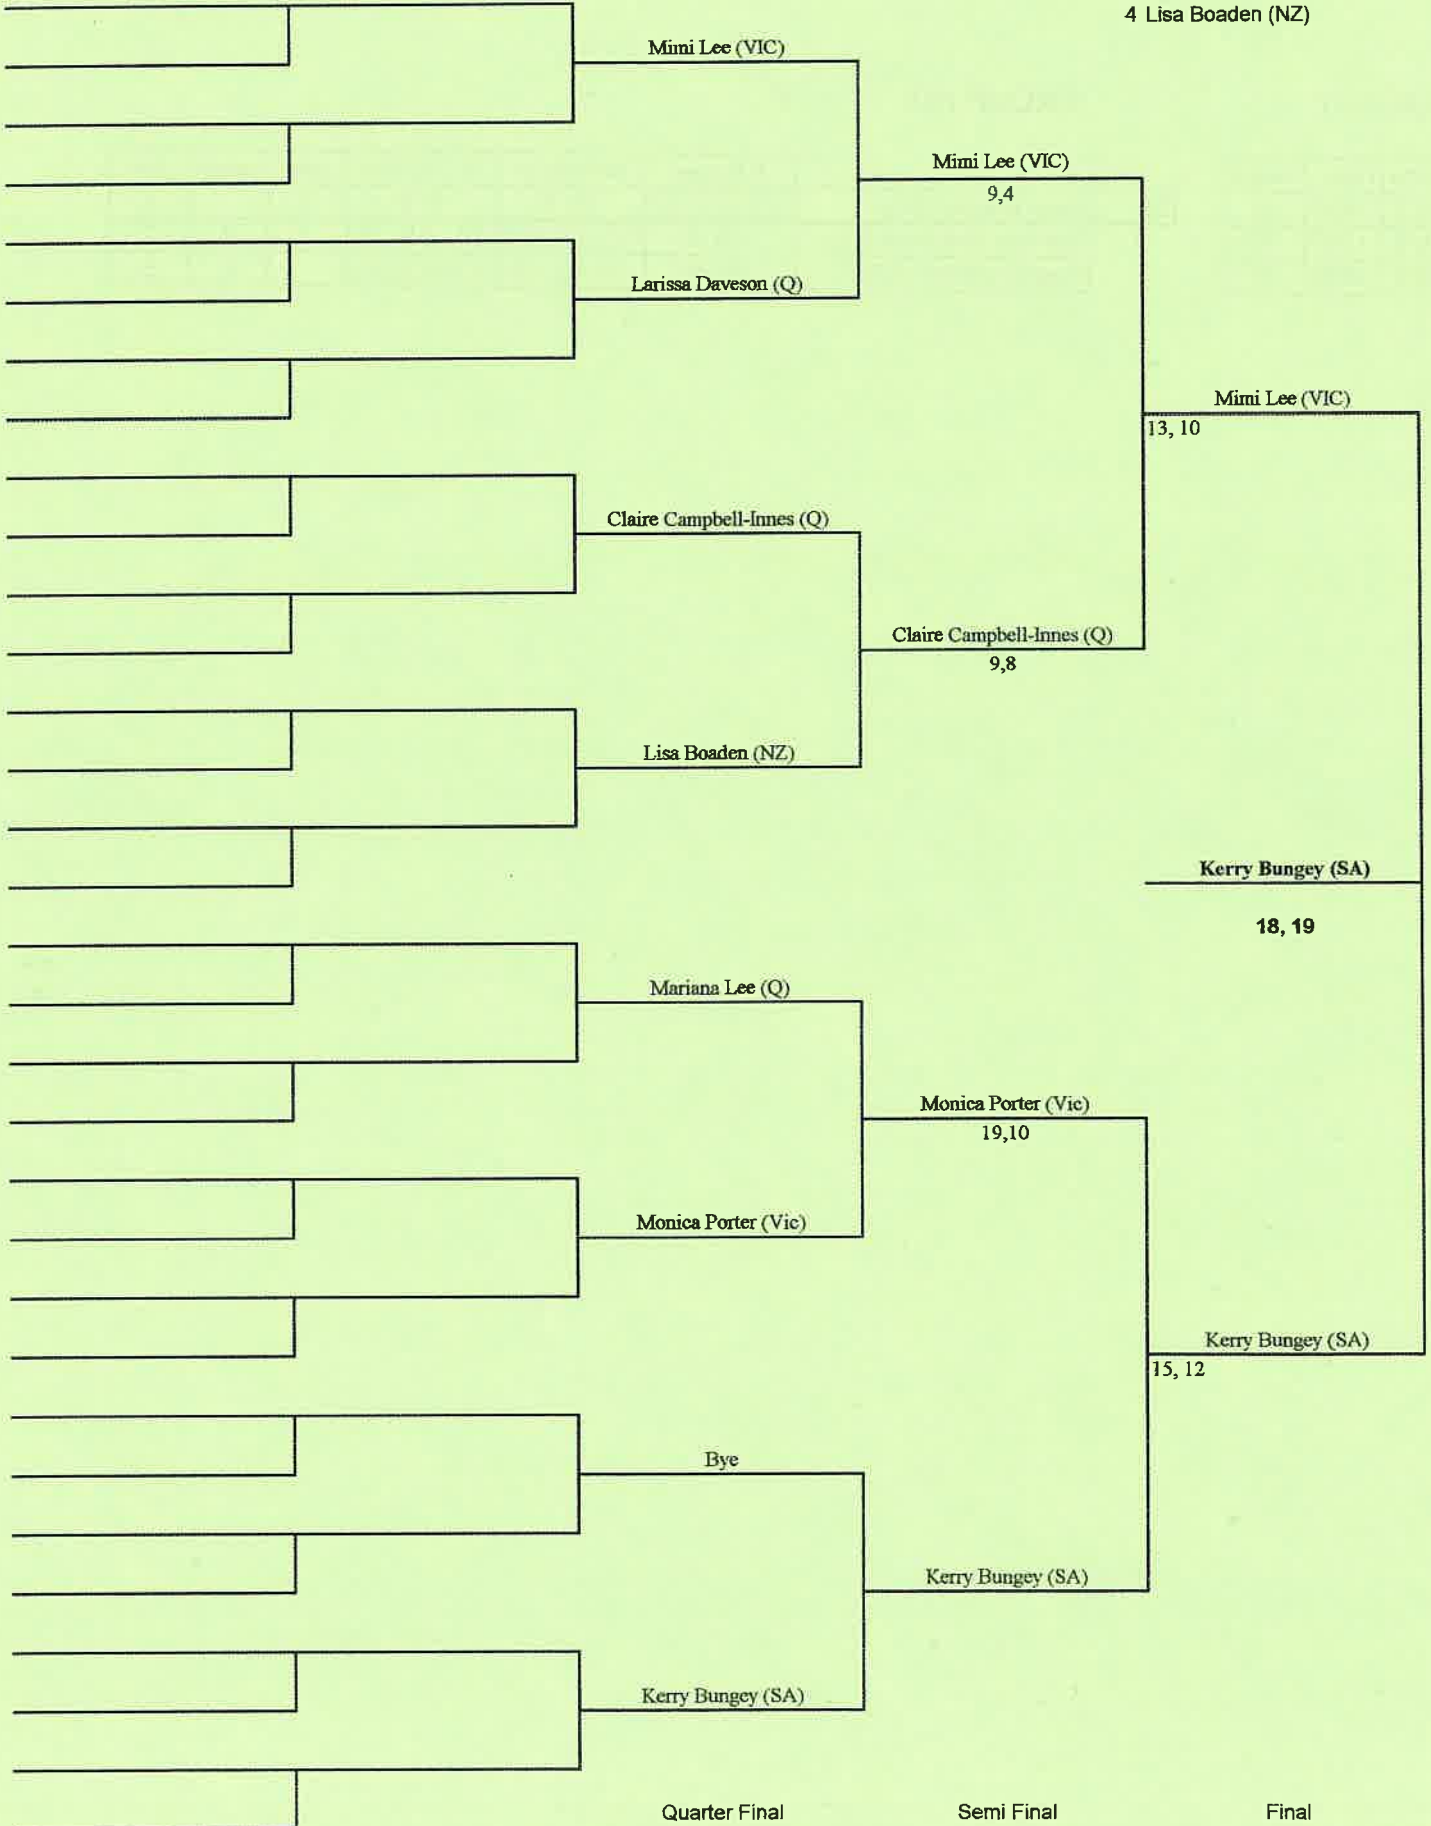 4 Lisa Boaden (NZ)
Mimi Lee (VIC)
Mimi Lee (VIC)
9,4
Larissa Daveson (Q)
Mimi Lee (VIC)
13, 10
Claire Campbell-Innes (Q)
Claire Campbell-Innes (Q)
9,8
Lisa Boaden (NZ)
Kerry Bungey (SA)
18, 19
Mariana Lee (Q)
Monica Porter (Vic)
19,10
Monica Porter (Vic)
Kerry Bungey (SA)
15, 12
Bye
Kerry Bungey (SA)
Kerry Bungey (SA)
Quarter Final Semi Final Final